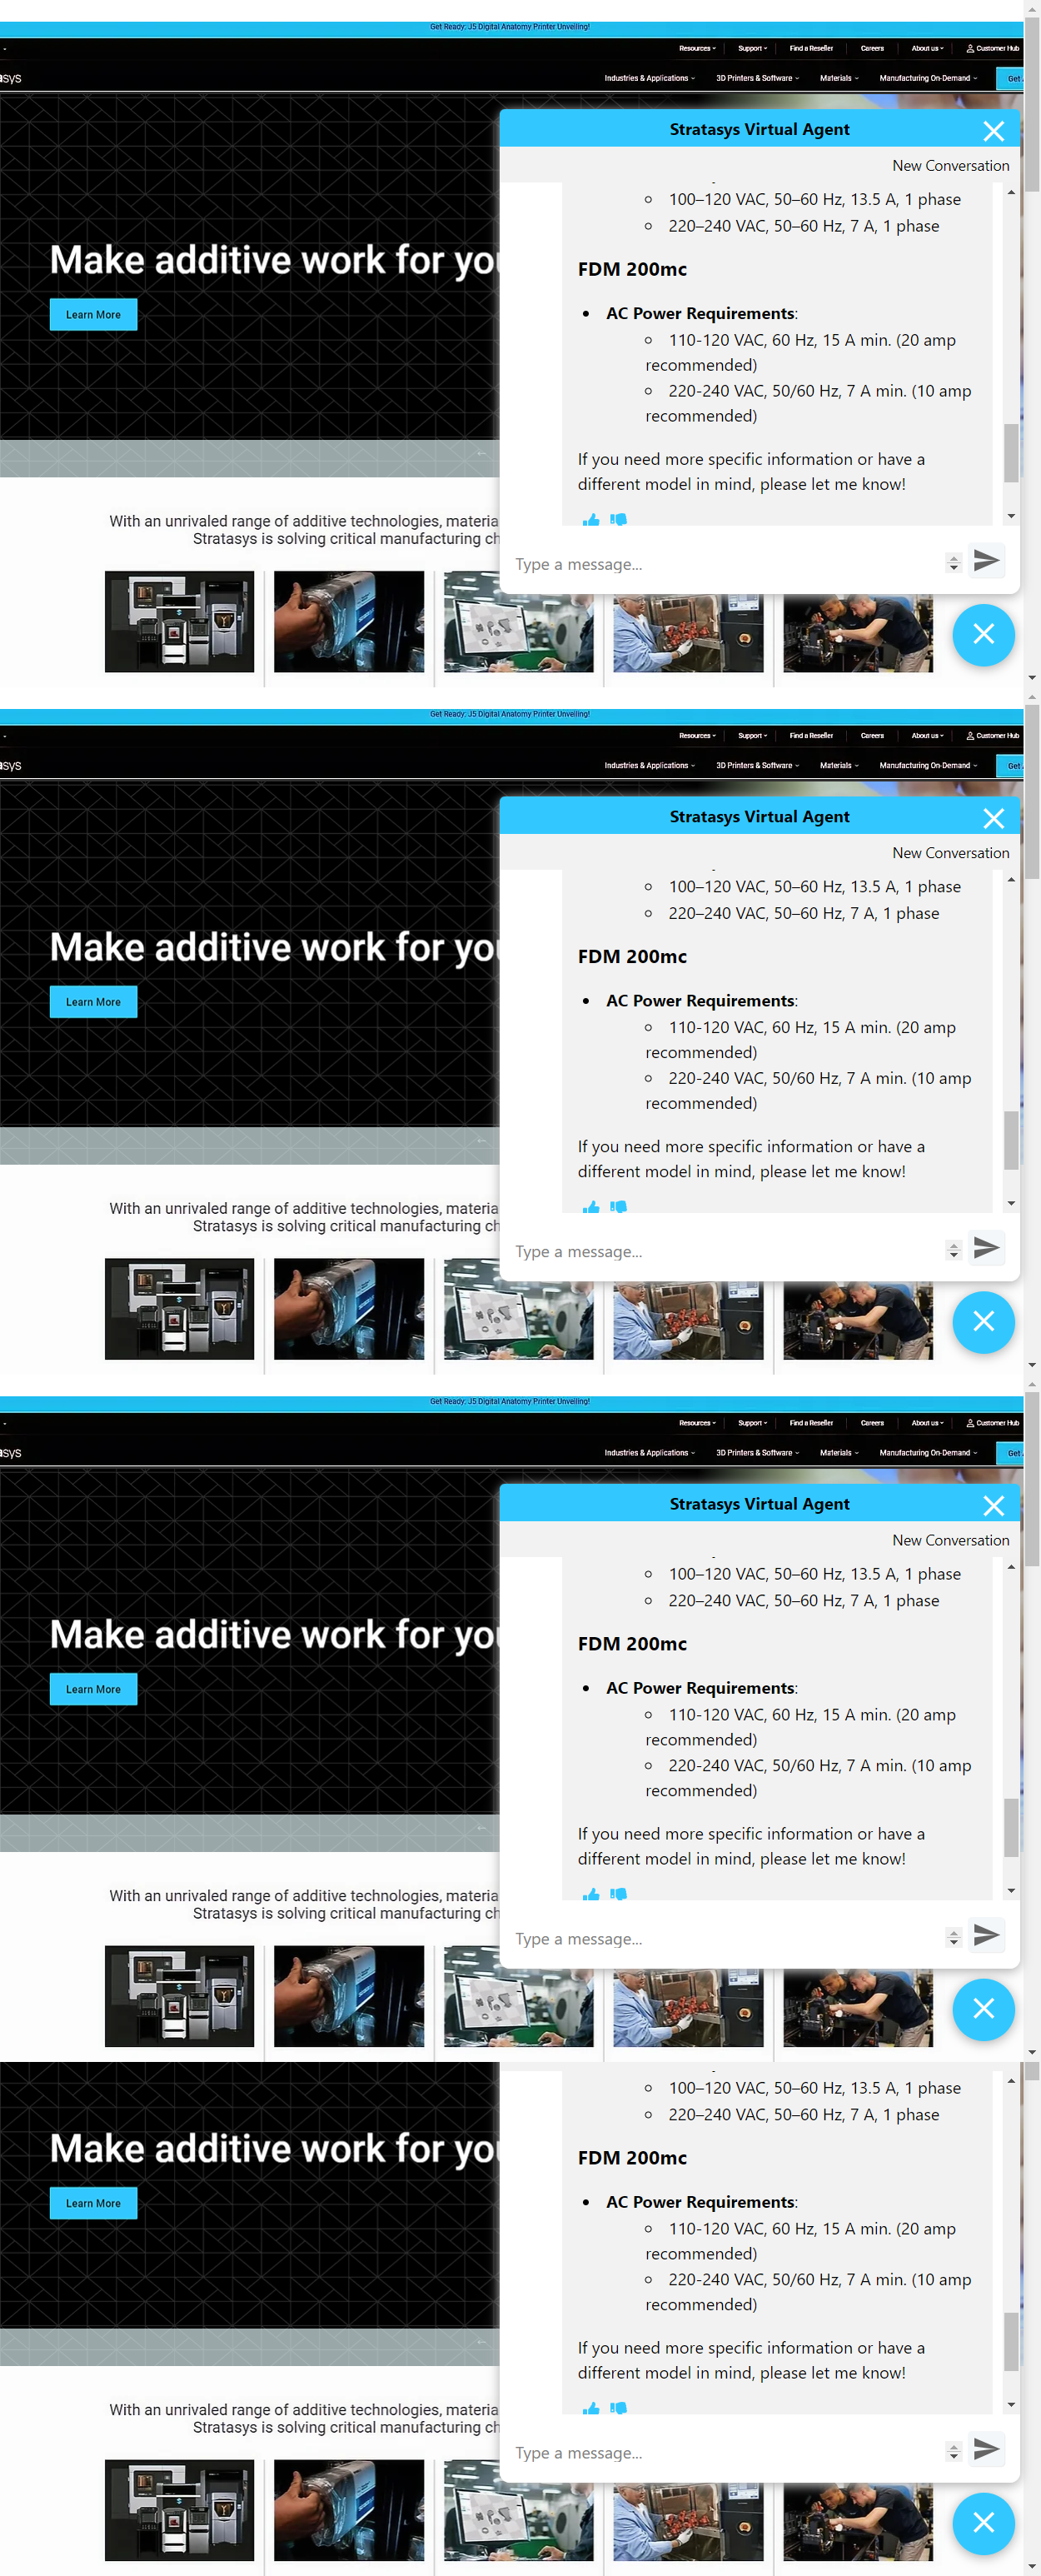 Get Ready: J5 Digital Anatomy Printer Unveiling!
Resources Support Find a Reseller Careers About us Customer Hub
asys Industries & Applications 3D Printers & Software Materials Manufacturing On-Demand Get
Stratasys Virtual Agent
New Conversation
100–120 VAC, 50–60 Hz, 13.5 A, 1 phase
220–240 VAC, 50–60 Hz, 7 A, 1 phase
Make additive work for you
Learn More
FDM 200mc
AC Power Requirements:
110-120 VAC, 60 Hz, 15 A min. (20 amp
recommended)
220-240 VAC, 50/60 Hz, 7 A min. (10 amp
recommended)
If you need more specific information or have a
different model in mind, please let me know!
With an unrivaled range of additive technologies, materia
Stratasys is solving critical manufacturing ch
Type a message...
Get Ready: J5 Digital Anatomy Printer Unveiling!
Resources Support Find a Reseller Careers About us Customer Hub
asys Industries & Applications 3D Printers & Software Materials Manufacturing On-Demand Get
Stratasys Virtual Agent
New Conversation
100–120 VAC, 50–60 Hz, 13.5 A, 1 phase
220–240 VAC, 50–60 Hz, 7 A, 1 phase
Make additive work for you
Learn More
FDM 200mc
AC Power Requirements:
110-120 VAC, 60 Hz, 15 A min. (20 amp
recommended)
220-240 VAC, 50/60 Hz, 7 A min. (10 amp
recommended)
If you need more specific information or have a
different model in mind, please let me know!
With an unrivaled range of additive technologies, materia
Stratasys is solving critical manufacturing ch
Type a message...
Get Ready: J5 Digital Anatomy Printer Unveiling!
Resources Support Find a Reseller Careers About us Customer Hub
asys Industries & Applications 3D Printers & Software Materials Manufacturing On-Demand Get
Stratasys Virtual Agent
New Conversation
100–120 VAC, 50–60 Hz, 13.5 A, 1 phase
220–240 VAC, 50–60 Hz, 7 A, 1 phase
Make additive work for you
Learn More
FDM 200mc
AC Power Requirements:
110-120 VAC, 60 Hz, 15 A min. (20 amp
recommended)
220-240 VAC, 50/60 Hz, 7 A min. (10 amp
recommended)
If you need more specific information or have a
different model in mind, please let me know!
With an unrivaled range of additive technologies, materia
Stratasys is solving critical manufacturing ch
Type a message...
100–120 VAC, 50–60 Hz, 13.5 A, 1 phase
220–240 VAC, 50–60 Hz, 7 A, 1 phase
Make additive work for you
Learn More
FDM 200mc
AC Power Requirements:
110-120 VAC, 60 Hz, 15 A min. (20 amp
recommended)
220-240 VAC, 50/60 Hz, 7 A min. (10 amp
recommended)
If you need more specific information or have a
different model in mind, please let me know!
With an unrivaled range of additive technologies, materia
Stratasys is solving critical manufacturing ch
Type a message...